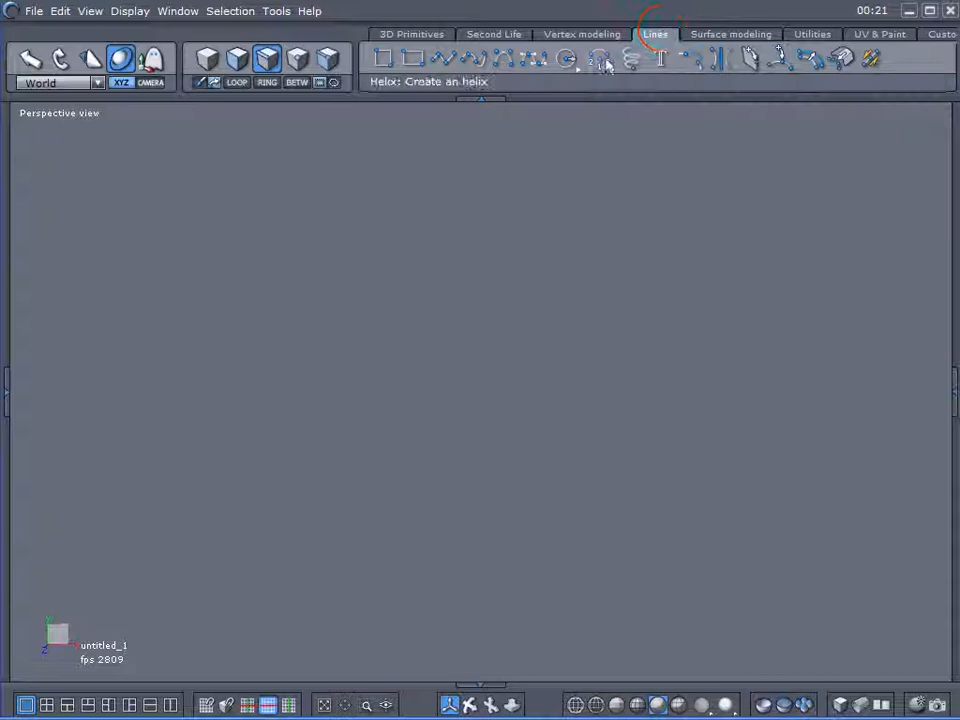 File Edit View Display Window Selection Tools Help 00:21
3D Primitives Second Life Vertex modeling Lines Surface modeling Utilities UV & Paint Custo
World XYZ CAMERA LOOP RING BETW Helix: Create an helix
Perspective view
untitled_1
fps 2809